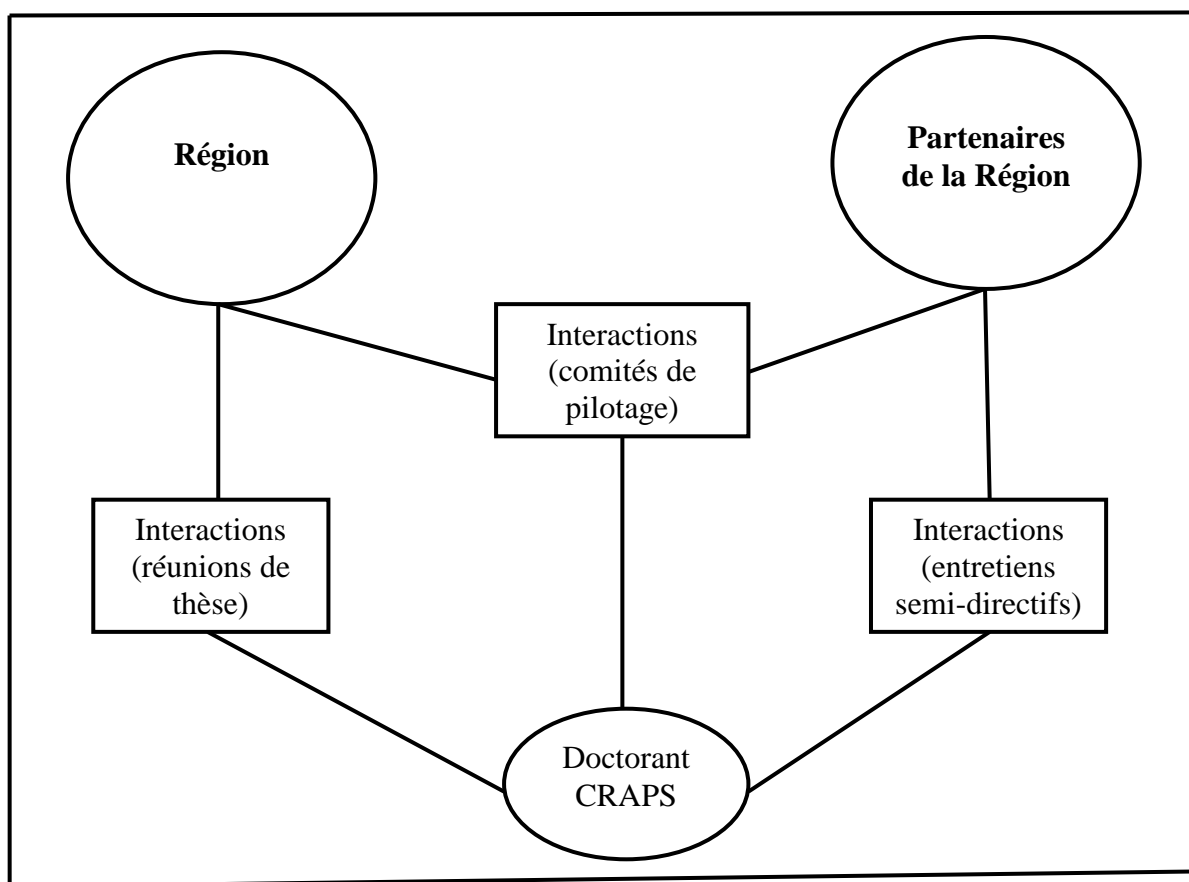 Région
Partenaires
de la Région
Interactions
(comités de
pilotage)
Interactions
(réunions de
thèse)
Interactions
(entretiens
semi-directifs)
Doctorant
CRAPS